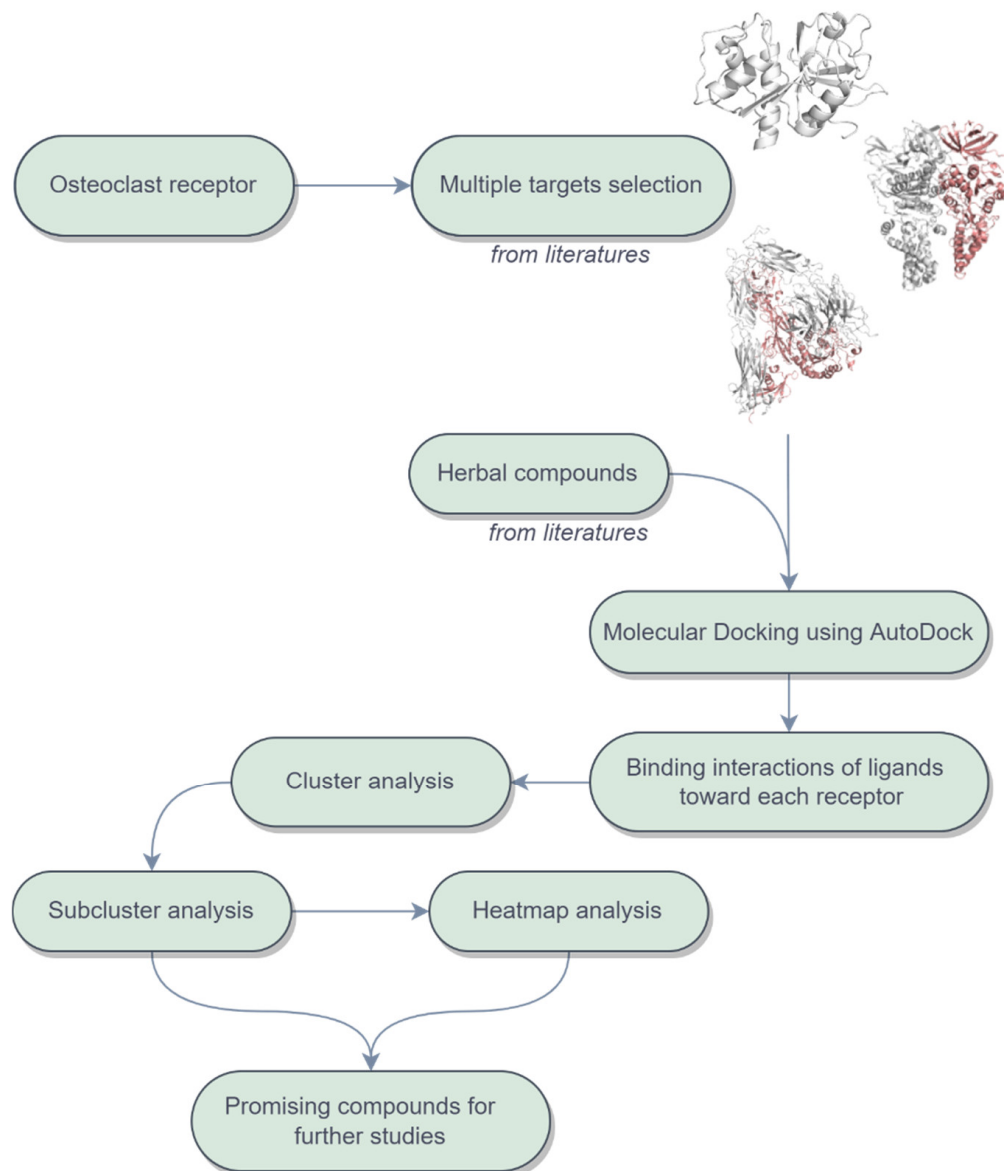 Osteoclast receptor
Multiple targets selection
from literatures
Herbal compounds
from literatures
Molecular Docking using AutoDock
Binding interactions of ligands
toward each receptor
Cluster analysis
Subcluster analysis
Heatmap analysis
Promising compounds for
further studies